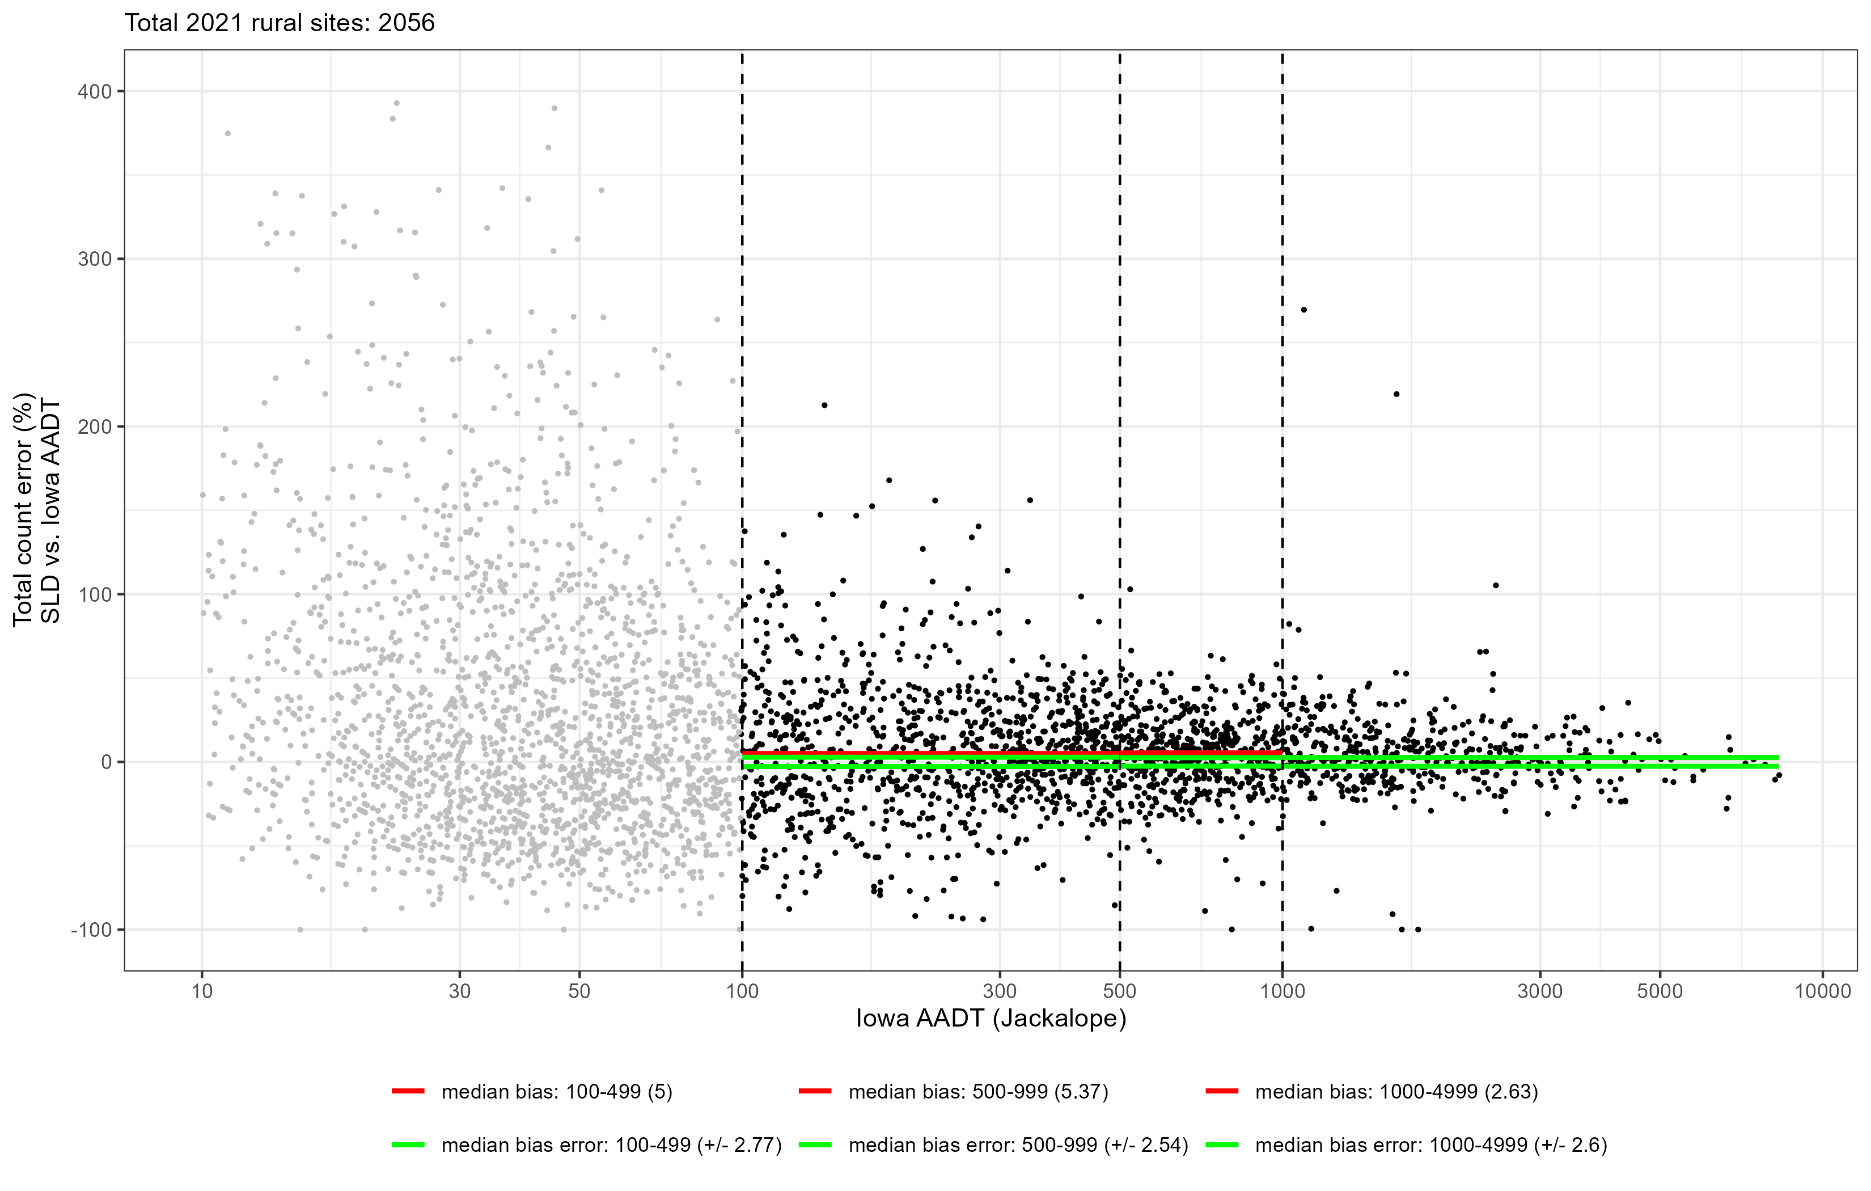 Total 2021 rural sites: 2056
Total count error (%)
SLD vs. Iowa AADT
400
300
200
100
0
-100
10 30 50 100 300 500 1000 3000 5000 10000
Iowa AADT (Jackalope)
median bias: 100-499 (5) median bias: 500-999 (5.37) median bias: 1000-4999 (2.63)
median bias error: 100-499 (+/- 2.77) median bias error: 500-999 (+/- 2.54) median bias error: 1000-4999 (+/- 2.6)